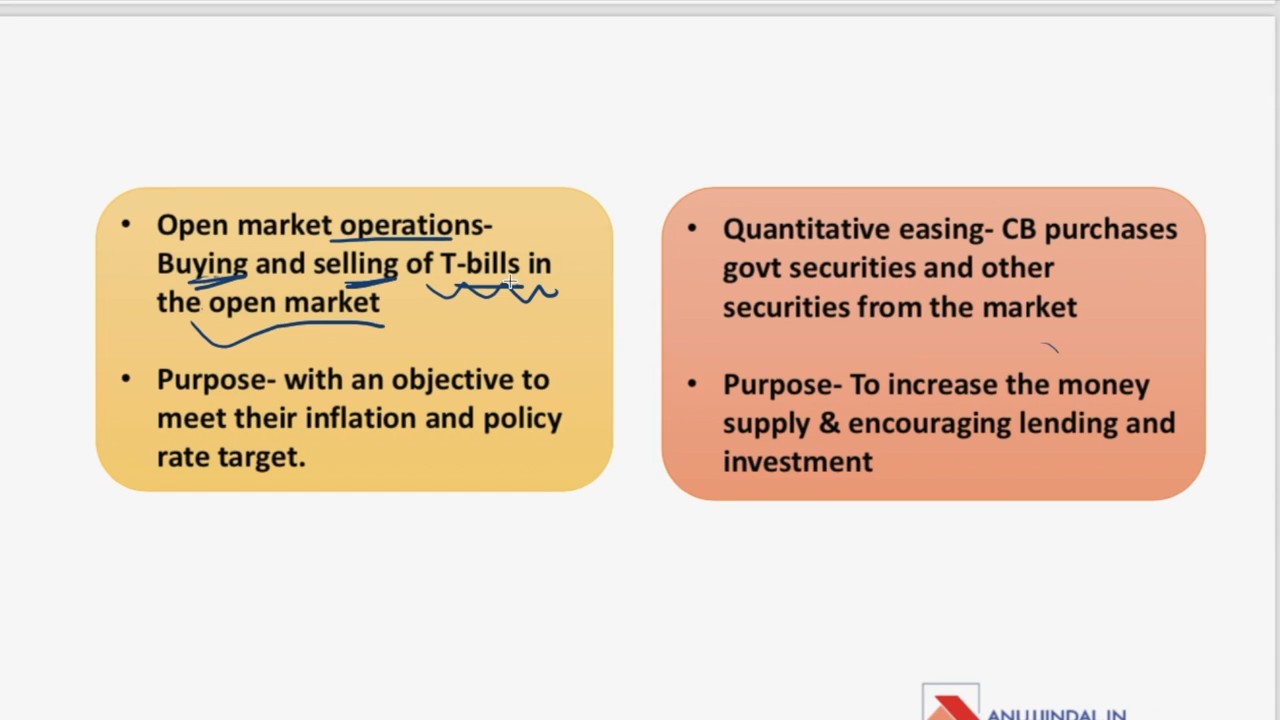 • Open market operations-
Buying and selling of T-bills in
the open market
• Purpose- with an objective to
meet their inflation and policy
rate target.
• Quantitative easing- CB purchases
govt securities and other
securities from the market
• Purpose- To increase the money
supply & encouraging lending and
investment
ANUJJINDAL.IN